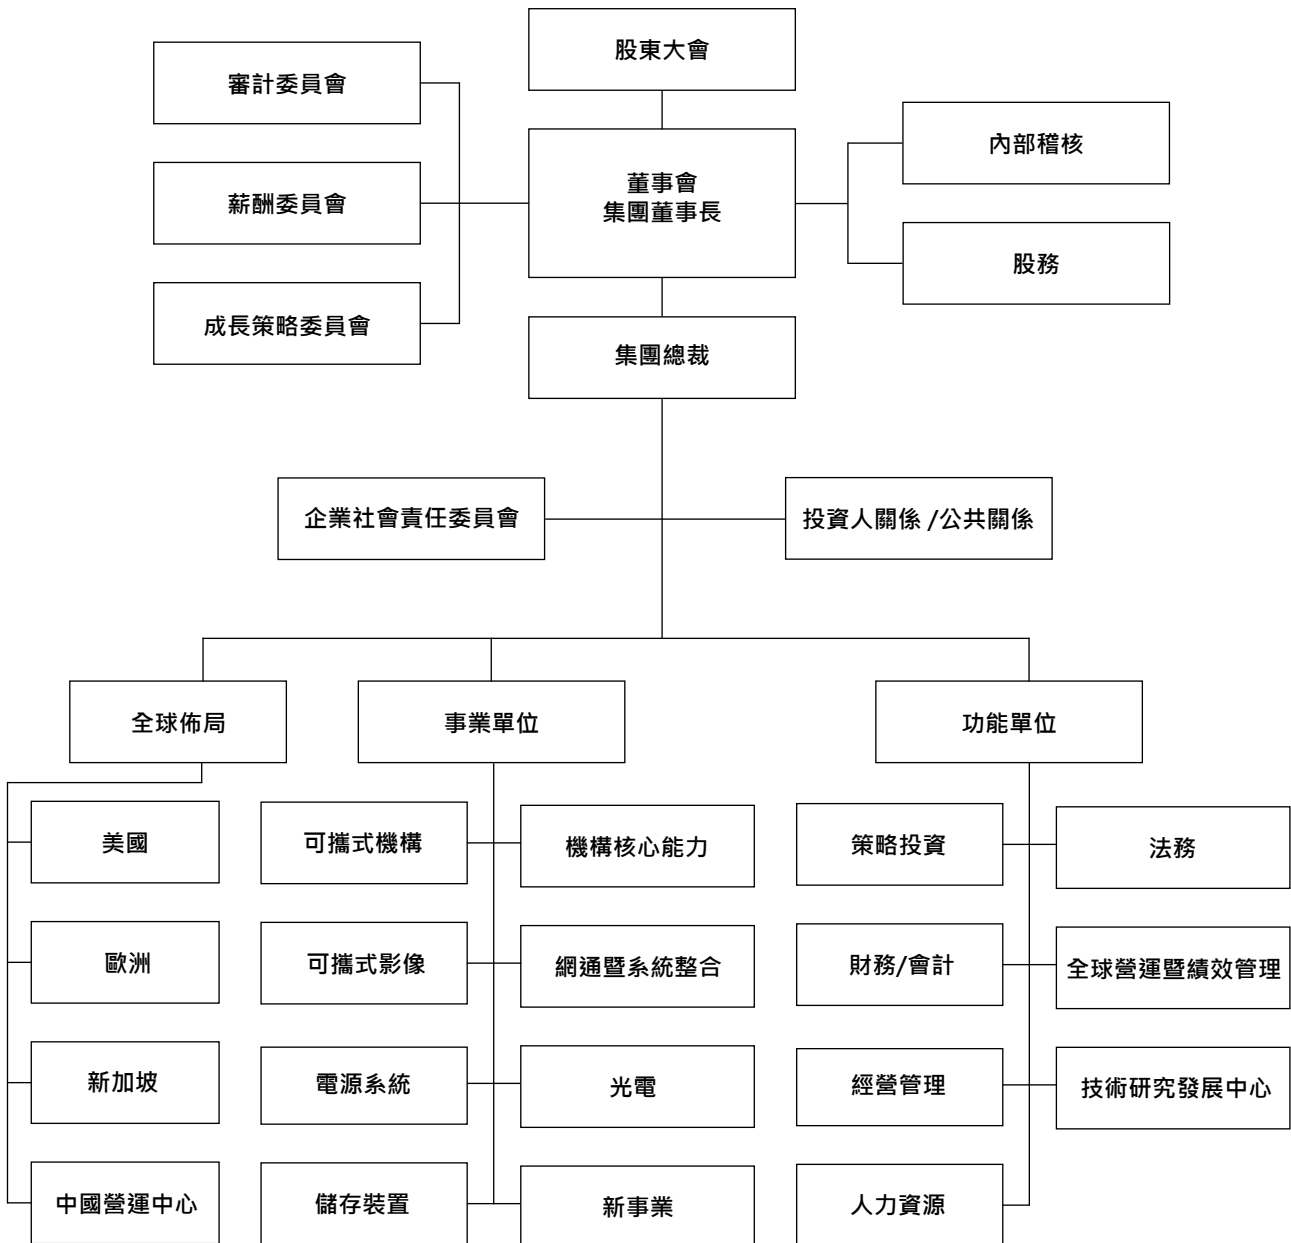 股東大會
審計委員會
薪酬委員會
成長策略委員會
董事會
集團董事長
內部稽核
股務
集團總裁
企業社會責任委員會
投資人關係 /公共關係
全球佈局
事業單位
功能單位
美國
歐洲
新加坡
中國營運中心
可攜式機構
機構核心能力
可攜式影像
網通暨系統整合
電源系統
光電
儲存裝置
新事業
策略投資
法務
財務/會計
全球營運暨績效管理
經營管理
技術研究發展中心
人力資源